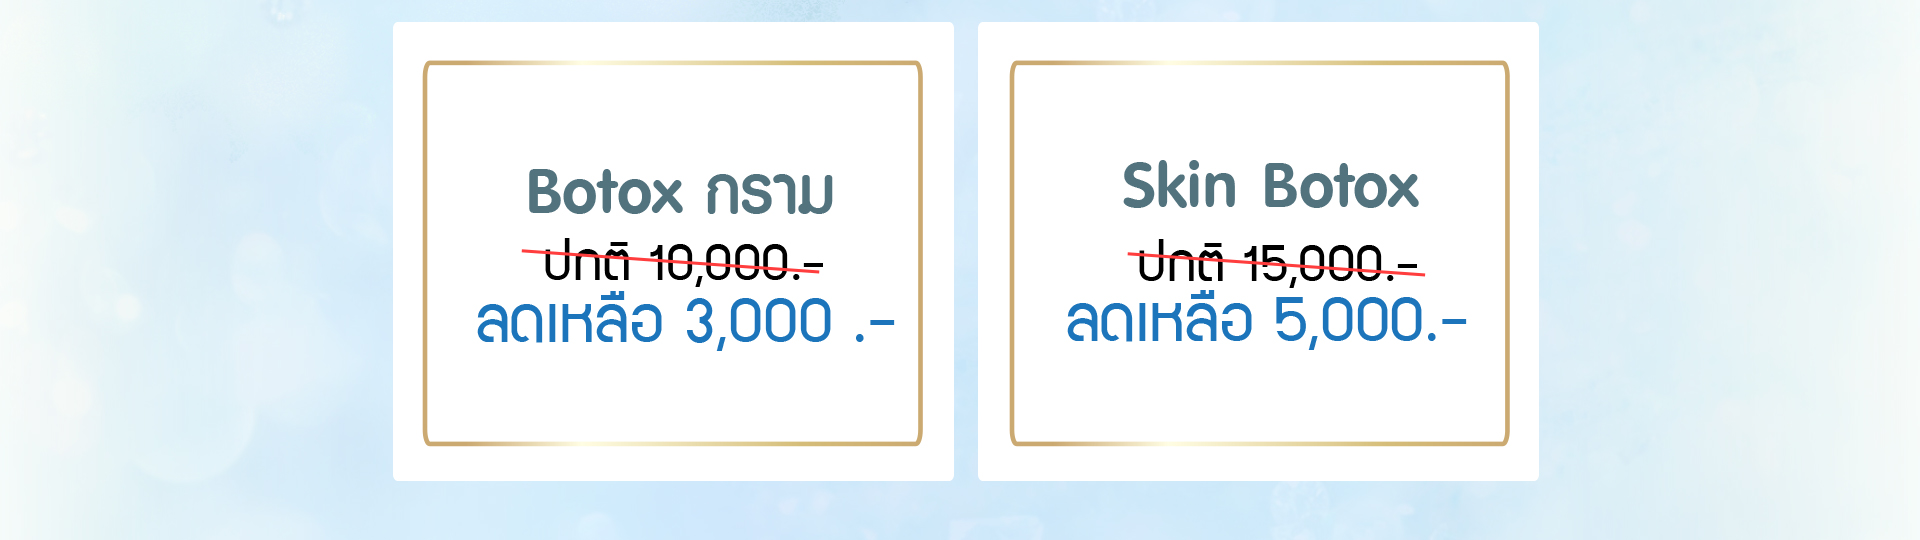 Botox กราม
ปกติ 10,000.-
ลดเหลือ 3,000 .-
Skin Botox
ปกติ 15,000.-
ลดเหลือ 5,000.-